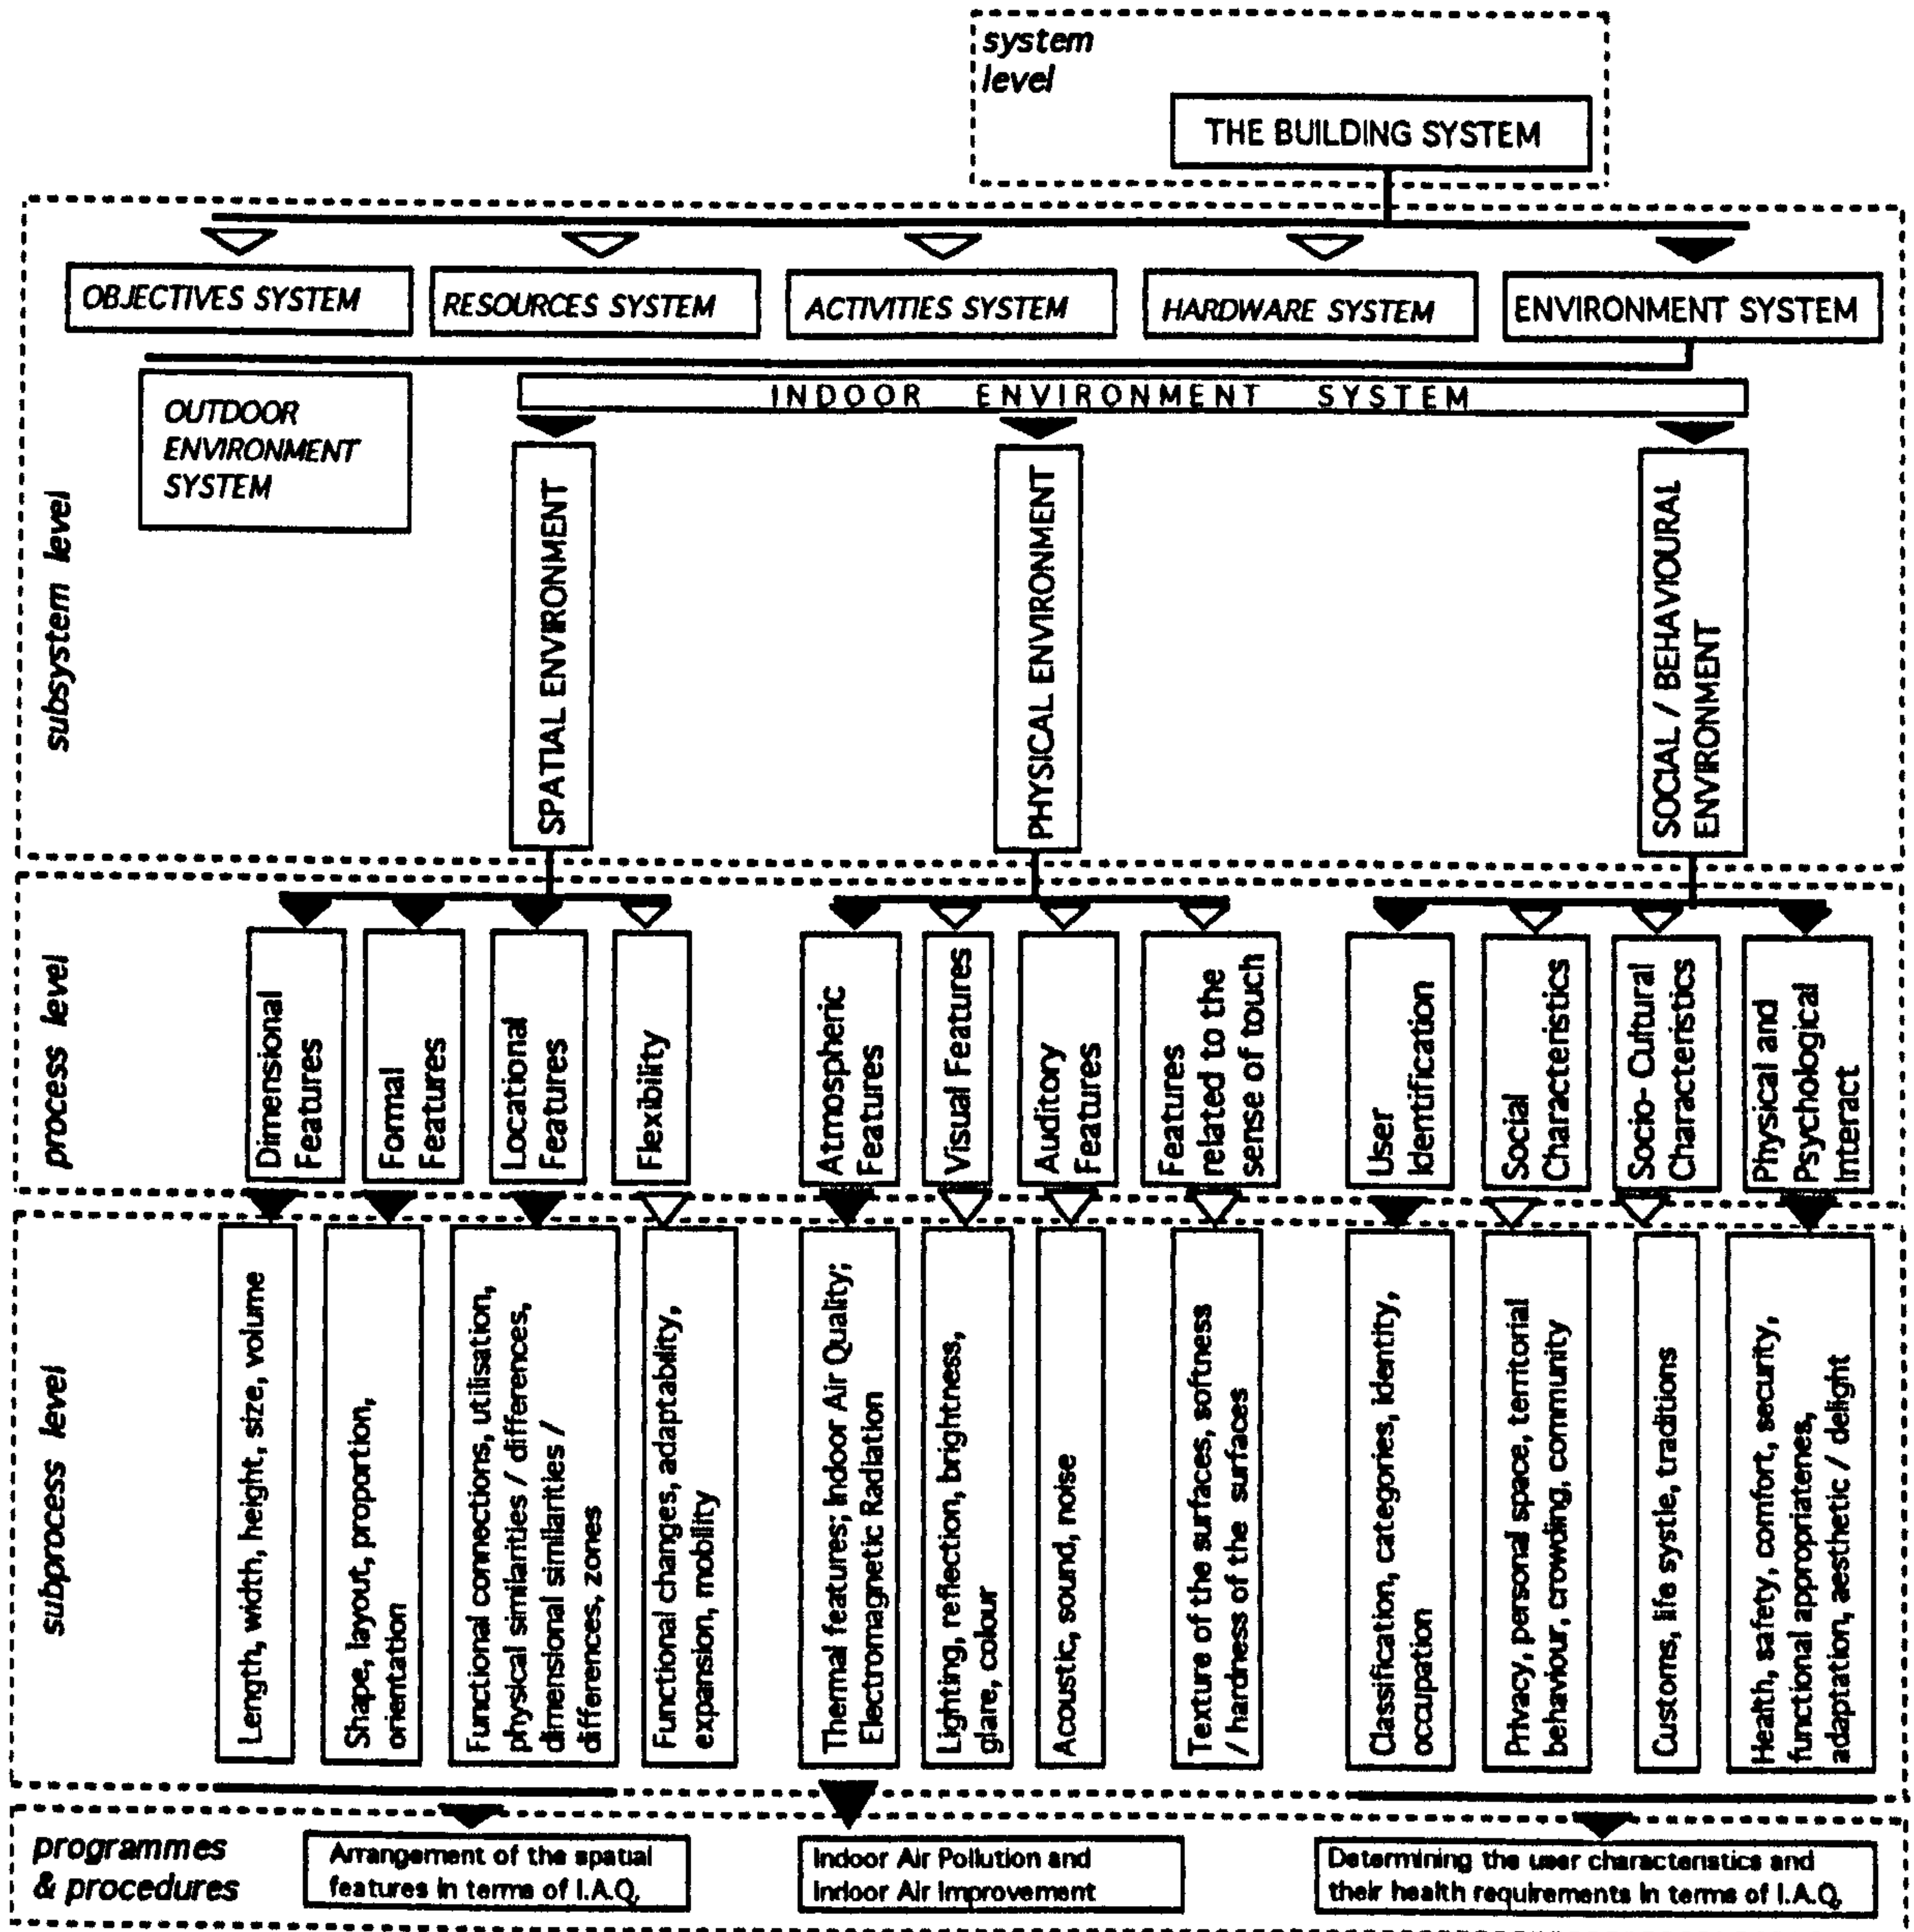 system
level
THE BUILDING SYSTEM
OBJECTIVES SYSTEM
RESOURCES SYSTEM
ACTIVITIES SYSTEM
HARDWARE SYSTEM
ENVIRONMENT SYSTEM
OUTDOOR
ENVIRONMENT
SYSTEM
INDOOR ENVIRONMENT SYSTEM
subsystem level
SPATIAL ENVIRONMENT
PHYSICAL ENVIRONMENT
SOCIAL / BEHAVIOURAL
ENVIRONMENT
process level
Dimensional
Features
Formal
Features
Locational
Features
Flexibility
Atmospheric
Features
Visual Features
Auditory
Features
Features
related to the
sense of touch
User
Identification
Social
Characteristics
Socio- Cultural
Characteristics
Physical and
Psychological
Interact
subprocess level
Length, width, height, size, volume
Shape, layout, proportion,
orientation
Functional connections, utilisation,
physical similarities / differences,
dimensional similarities /
differences, zones
Functional changes, adaptability,
expansion, mobility
Thermal features; Indoor Air Quality;
Electromagnetic Radiation
Lighting, reflection, brightness,
glare, colour
Acoustic, sound, noise
Texture of the surfaces, softness
/ hardness of the surfaces
Classification, categories, identity,
occupation
Privacy, personal space, territorial
behaviour, crowding, community
Customs, life systle, traditions
Health, safety, comfort, security,
functional appropriatenes,
adaptation, aesthetic / delight
programmes
& procedures
Arrangement of the spatial
features in terms of I.A.Q.
Indoor Air Pollution and
Indoor Air Improvement
Determining the user characteristics and
their health requirements in terms of I.A.Q.